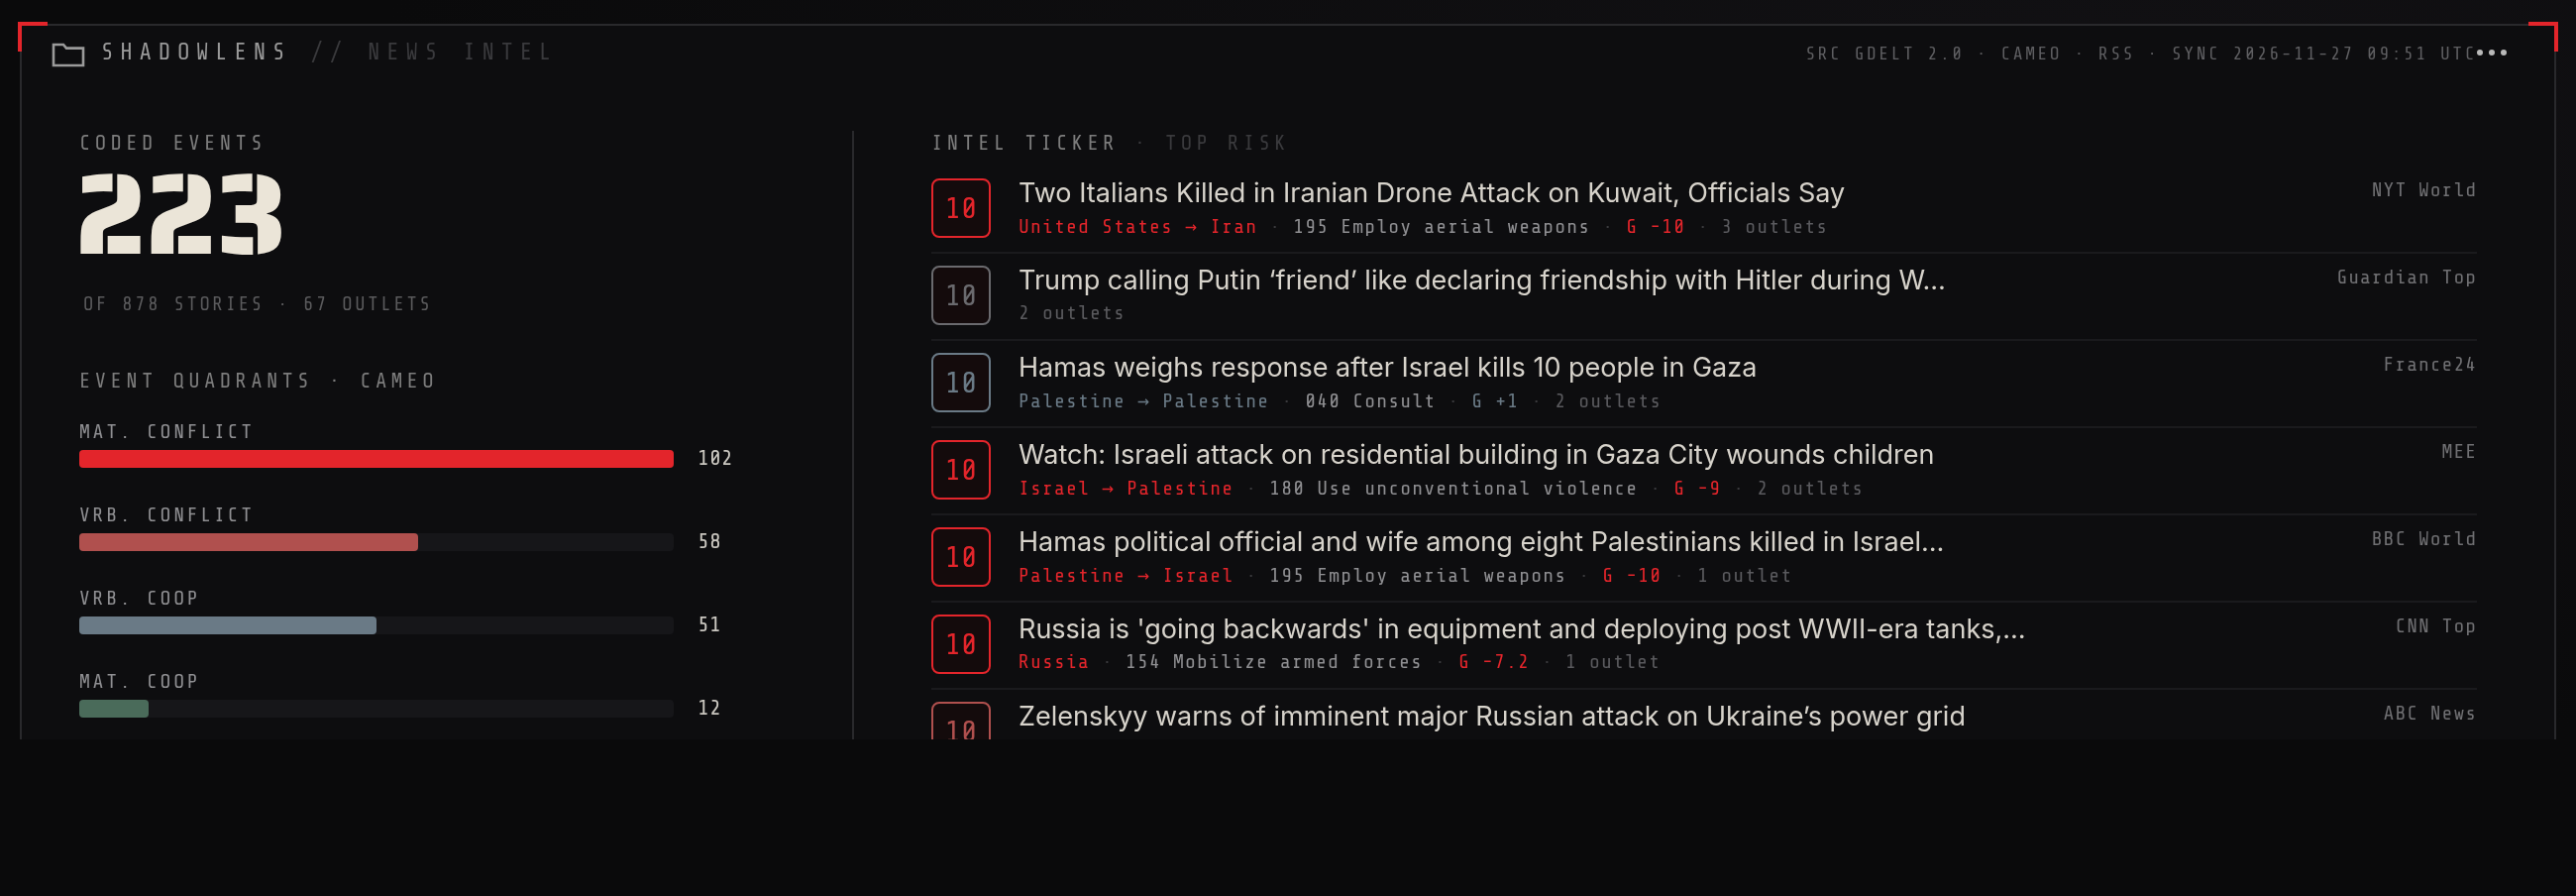 SHADOWLENS // NEWS INTEL
SRC GDELT 2.0 · CAMEO · RSS · SYNC 2026-11-27 09:51 UTC
CODED EVENTS
223
OF 878 STORIES · 67 OUTLETS
EVENT QUADRANTS · CAMEO
MAT. CONFLICT
102
VRB. CONFLICT
58
VRB. COOP
51
MAT. COOP
12
INTEL TICKER · TOP RISK
10 Two Italians Killed in Iranian Drone Attack on Kuwait, Officials Say NYT World
United States → Iran · 195 Employ aerial weapons · G -10 · 3 outlets
10 Trump calling Putin ‘friend’ like declaring friendship with Hitler during W… Guardian Top
2 outlets
10 Hamas weighs response after Israel kills 10 people in Gaza France24
Palestine → Palestine · 040 Consult · G +1 · 2 outlets
10 Watch: Israeli attack on residential building in Gaza City wounds children MEE
Israel → Palestine · 180 Use unconventional violence · G -9 · 2 outlets
10 Hamas political official and wife among eight Palestinians killed in Israel… BBC World
Palestine → Israel · 195 Employ aerial weapons · G -10 · 1 outlet
10 Russia is 'going backwards' in equipment and deploying post WWII-era tanks,… CNN Top
Russia · 154 Mobilize armed forces · G -7.2 · 1 outlet
10 Zelenskyy warns of imminent major Russian attack on Ukraine’s power grid ABC News